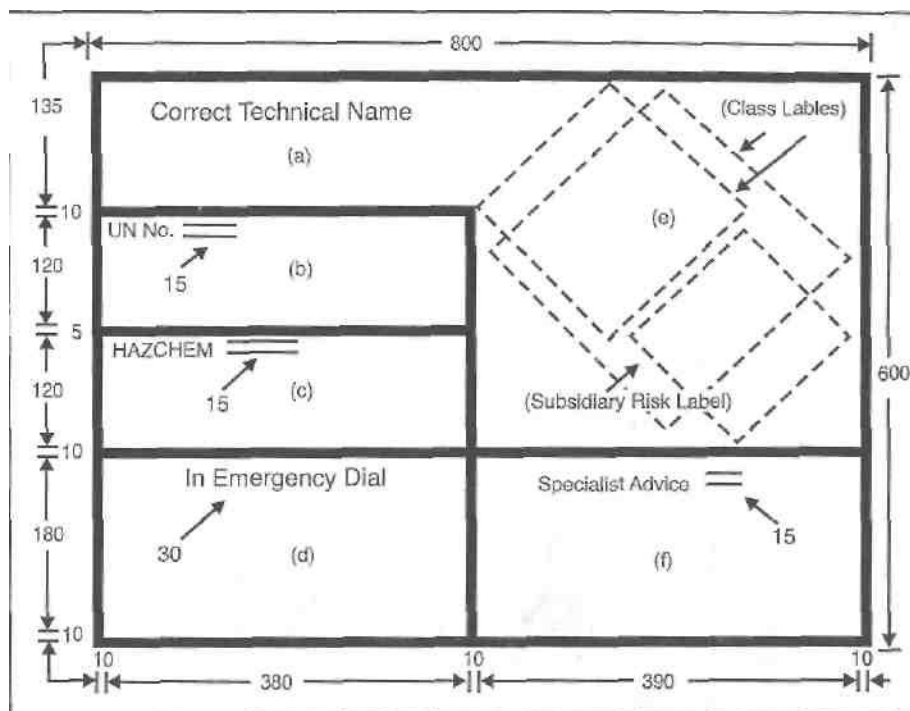 800
135
Correct Technical Name
(Class Lables)
(a)
10
UN No.
(e)
120
15
(b)
5
HAZCHEM
600
120
15
(c)
(Subsidiary Risk Label)
10
In Emergency Dial
Specialist Advice
180
30
(d)
15
(f)
10
10
10
10
380
390